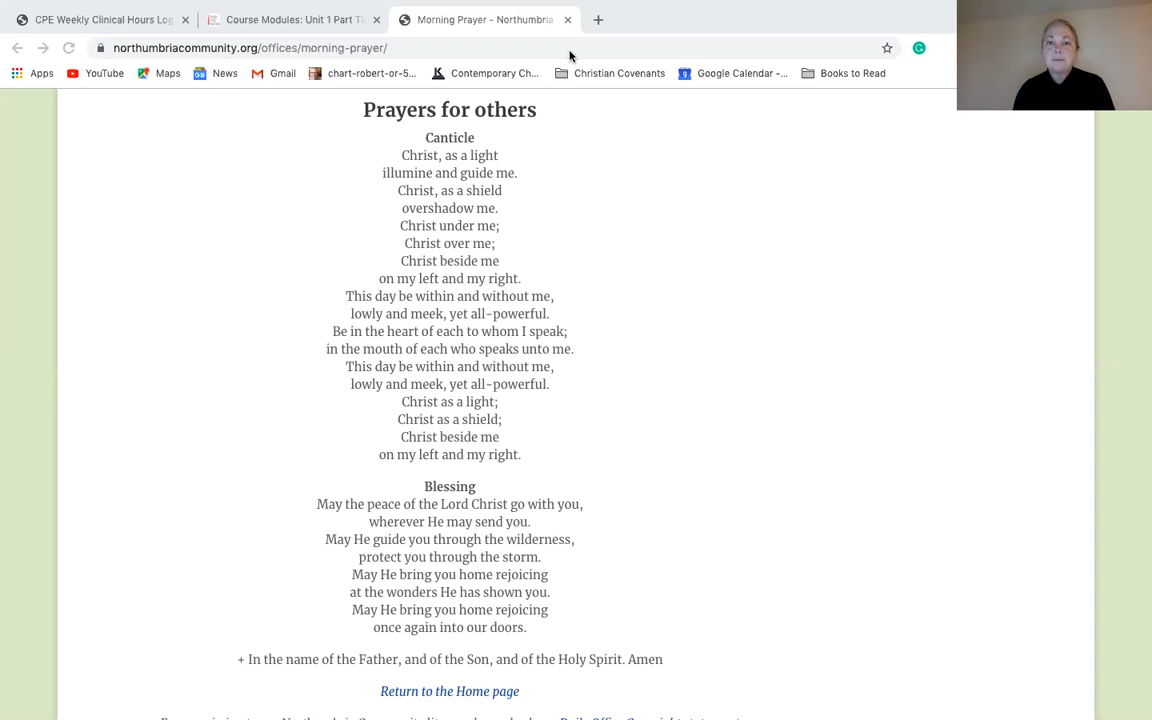 CPE Weekly Clinical Hours Log
Course Modules: Unit 1 Part
Morning Prayer - Northumbria
northumbriacommunity.org/offices/morning-prayer/
Apps YouTube Maps News Gmail chart-robert-or-5... Contemporary Ch... Christian Covenants Google Calendar -... Books to Read
Prayers for others
Canticle
Christ, as a light
illumine and guide me.
Christ, as a shield
overshadow me.
Christ under me;
Christ over me;
Christ beside me
on my left and my right.
This day be within and without me,
lowly and meek, yet all-powerful.
Be in the heart of each to whom I speak;
in the mouth of each who speaks unto me.
This day be within and without me,
lowly and meek, yet all-powerful.
Christ as a light;
Christ as a shield;
Christ beside me
on my left and my right.
Blessing
May the peace of the Lord Christ go with you,
wherever He may send you.
May He guide you through the wilderness,
protect you through the storm.
May He bring you home rejoicing
at the wonders He has shown you.
May He bring you home rejoicing
once again into our doors.
+ In the name of the Father, and of the Son, and of the Holy Spirit. Amen
Return to the Home page